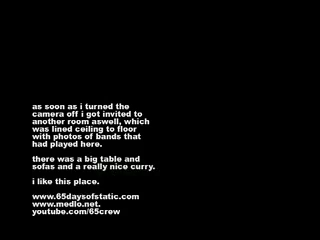 as soon as i turned the
camera off i got invited to
another room aswell, which
was lined ceiling to floor
with photos of bands that
had played here.
there was a big table and
sofas and a really nice curry.
i like this place.
www.65daysofstatic.com
www.medlo.net.
youtube.com/65crew